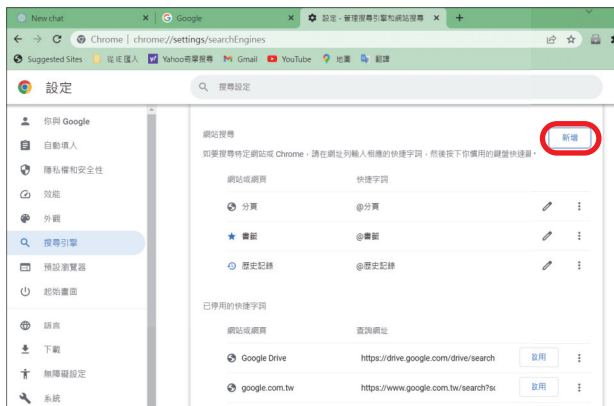 New chat × Google × 設定 - 管理搜尋引擎和網站搜尋 × +
Chrome | chrome://settings/searchEngines
Suggested Sites 從 IE 匯入 Yahoo奇摩搜尋 Gmail YouTube 地圖 翻譯
設定
搜尋設定
你與 Google
自動填入
隱私權和安全性
效能
外觀
搜尋引擎
預設瀏覽器
起始畫面
語言
下載
無障礙設定
系統
網站搜尋
新增
如要搜尋特定網站或 Chrome，請在網址列輸入相應的快捷字詞，然後按下你慣用的鍵盤快速鍵。
網站或網頁 快捷字詞
分頁 @分頁
書籤 @書籤
歷史記錄 @歷史記錄
已停用的快捷字詞
網站或網頁 查詢網址
Google Drive https://drive.google.com/drive/search 啟用
google.com.tw https://www.google.com.tw/search?sc 啟用